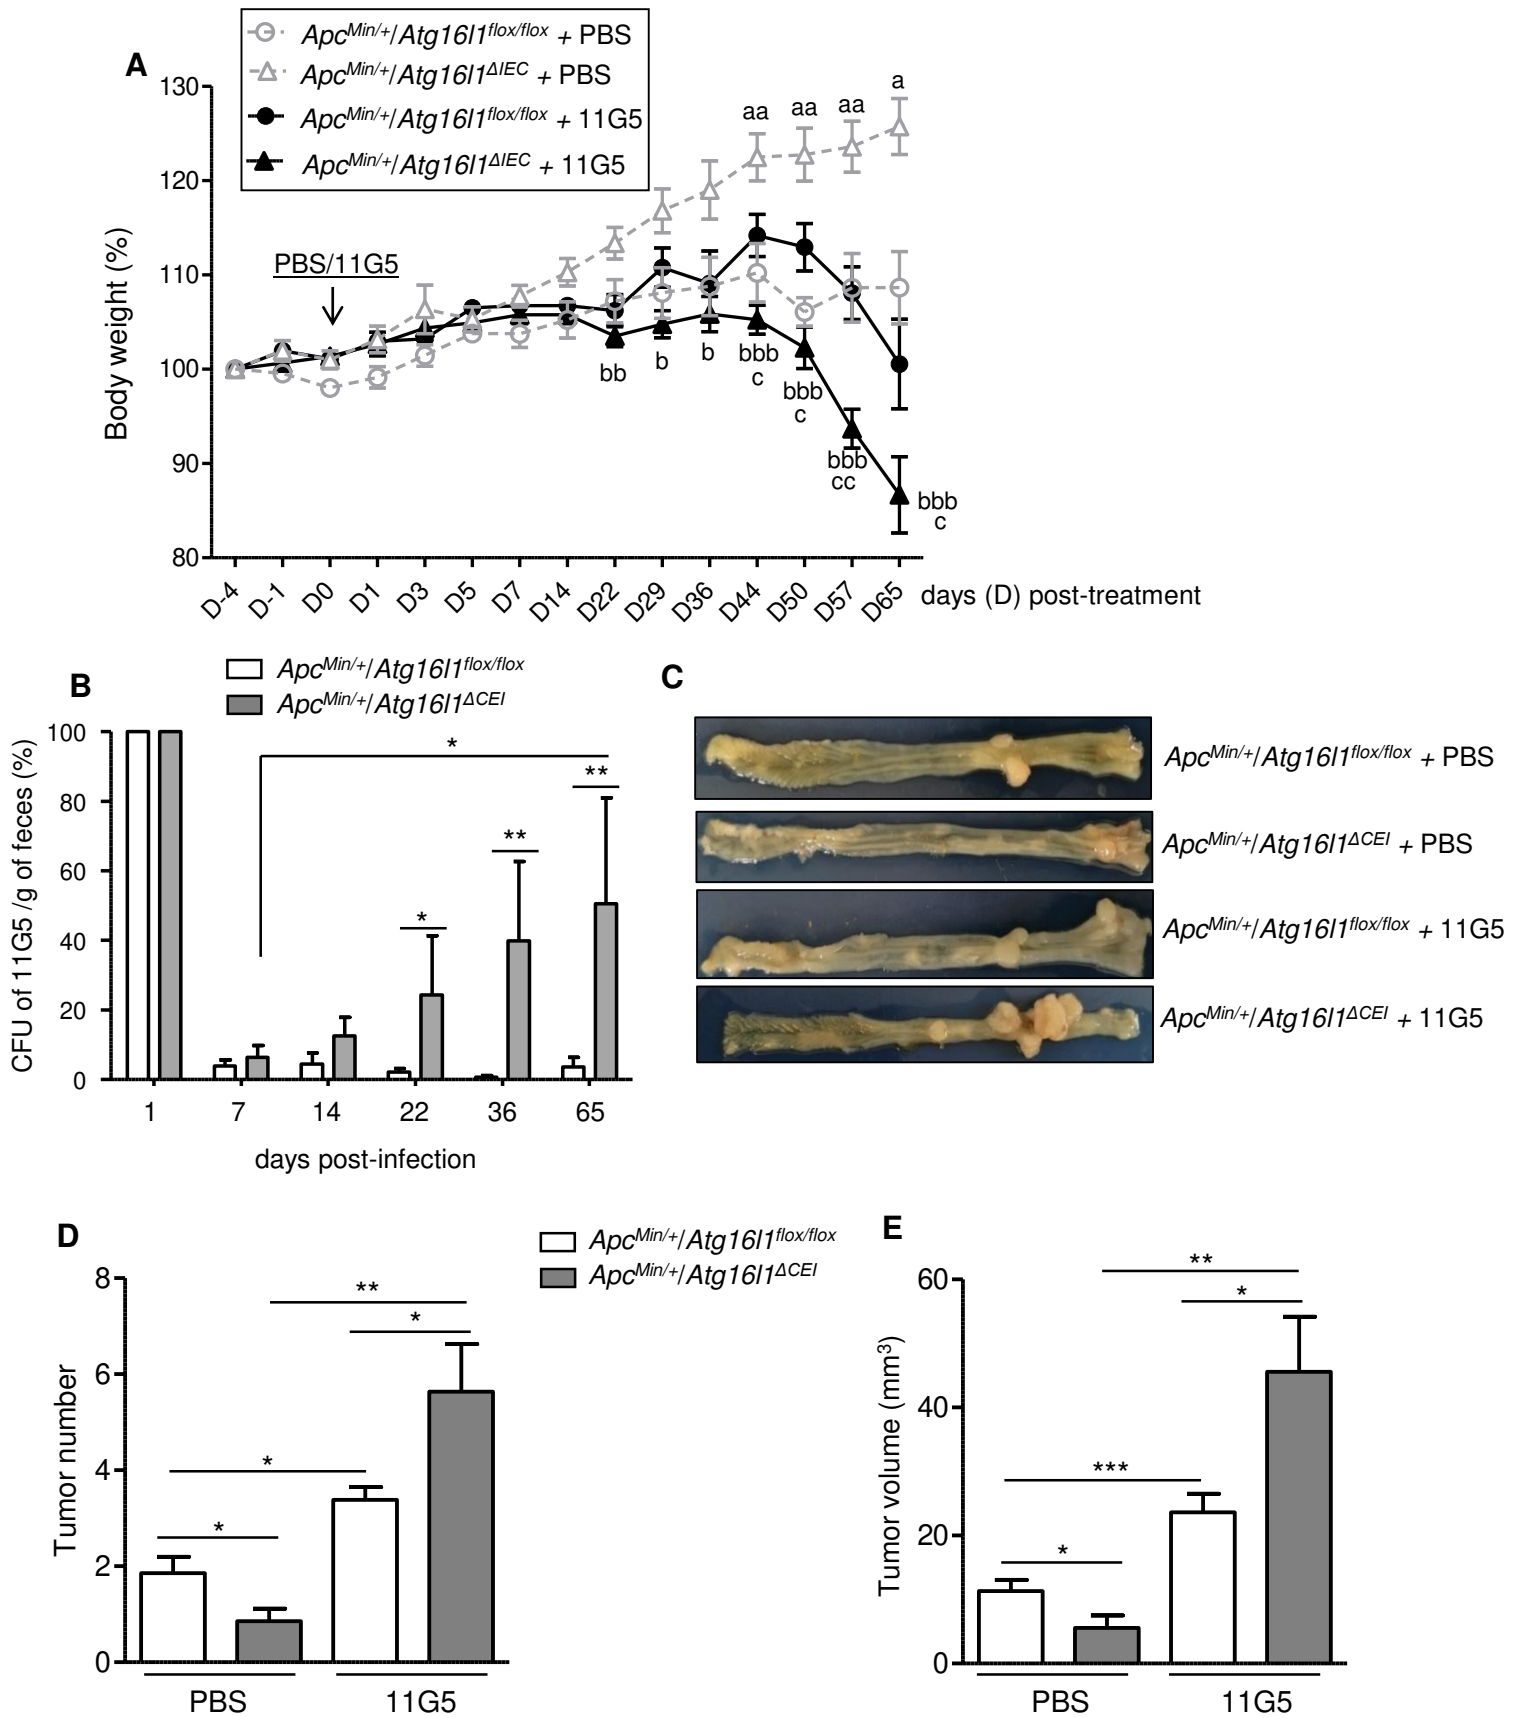 A
Apc^Min/+/Atg16l1^flox/flox + PBS
Apc^Min/+/Atg16l1^ΔIEC + PBS
Apc^Min/+/Atg16l1^flox/flox + 11G5
Apc^Min/+/Atg16l1^ΔIEC + 11G5
130
120
110
100
90
80
Body weight (%)
PBS/11G5
aa
aa
aa
a
bb
b
b
bbb
c
bbb
c
bbb
cc
bbb
c
D-4 D-1 D0 D1 D3 D5 D7 D14 D22 D29 D36 D44 D50 D57 D65
days (D) post-treatment
B
Apc^Min/+/Atg16l1^flox/flox
Apc^Min/+/Atg16l1^ΔCEI
CFU of 11G5 /g of feces (%)
100
80
60
40
20
0
*
**
**
*
1 7 14 22 36 65
days post-infection
C
Apc^Min/+/Atg16l1^flox/flox + PBS
Apc^Min/+/Atg16l1^ΔCEI + PBS
Apc^Min/+/Atg16l1^flox/flox + 11G5
Apc^Min/+/Atg16l1^ΔCEI + 11G5
D
Apc^Min/+/Atg16l1^flox/flox
Apc^Min/+/Atg16l1^ΔCEI
Tumor number
8
6
4
2
0
**
*
*
*
PBS 11G5
E
Tumor volume (mm³)
60
40
20
0
**
*
***
*
PBS 11G5